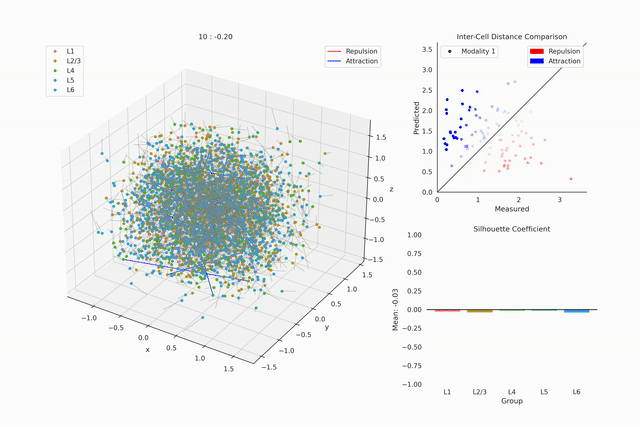 10 : -0.20
L1
L2/3
L4
L5
L6
Repulsion
Attraction
1.5
1.0
0.5
0.0
−0.5
−1.0
−1.5
z
−1.0
−0.5
0.0
0.5
1.0
1.5
x
−1.5
−1.0
−0.5
0.0
0.5
1.0
1.5
y
Inter-Cell Distance Comparison
Modality 1
Repulsion
Attraction
3.5
3.0
2.5
2.0
1.5
1.0
0.5
0.0
Predicted
0
1
2
3
Measured
Silhouette Coefficient
1.00
0.75
0.50
0.25
0.00
−0.25
−0.50
−0.75
−1.00
Mean: -0.03
L1
L2/3
L4
L5
L6
Group